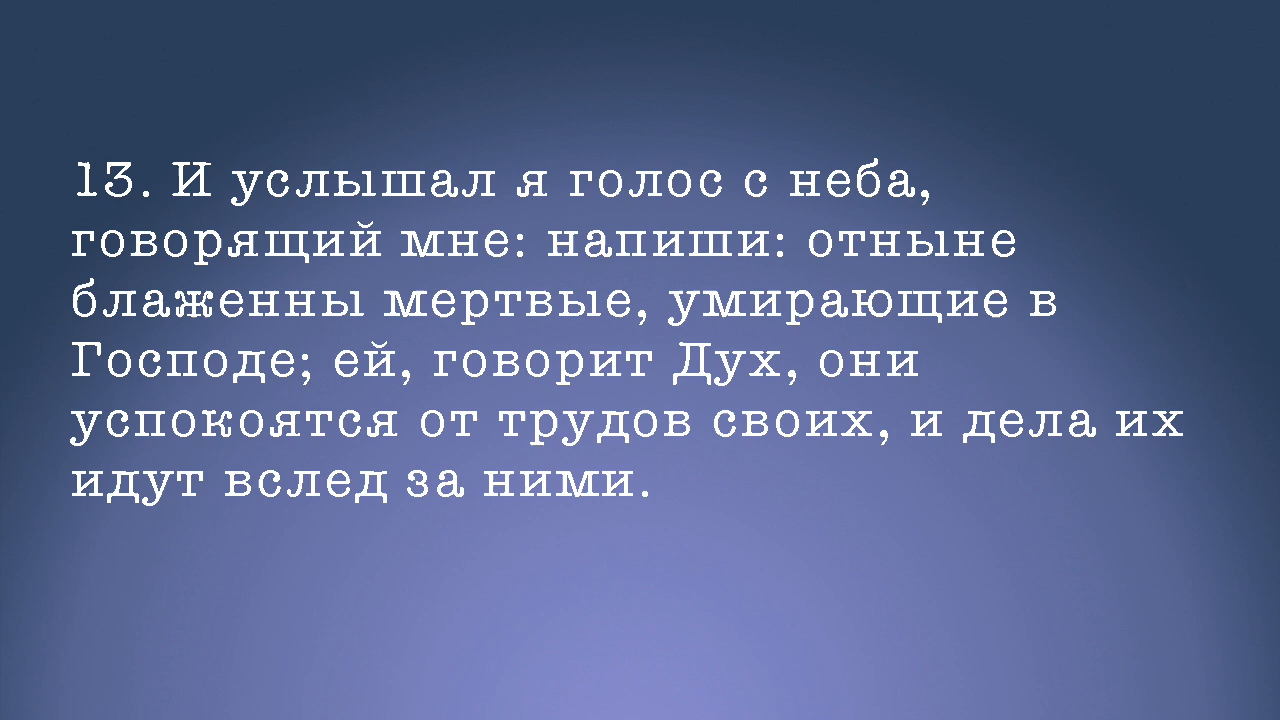 13. И услышал я голос с неба,
говорящий мне: напиши: отныне
блаженны мертвые, умирающие в
Господе; ей, говорит Дух, они
успокоятся от трудов своих, и дела их
идут вслед за ними.